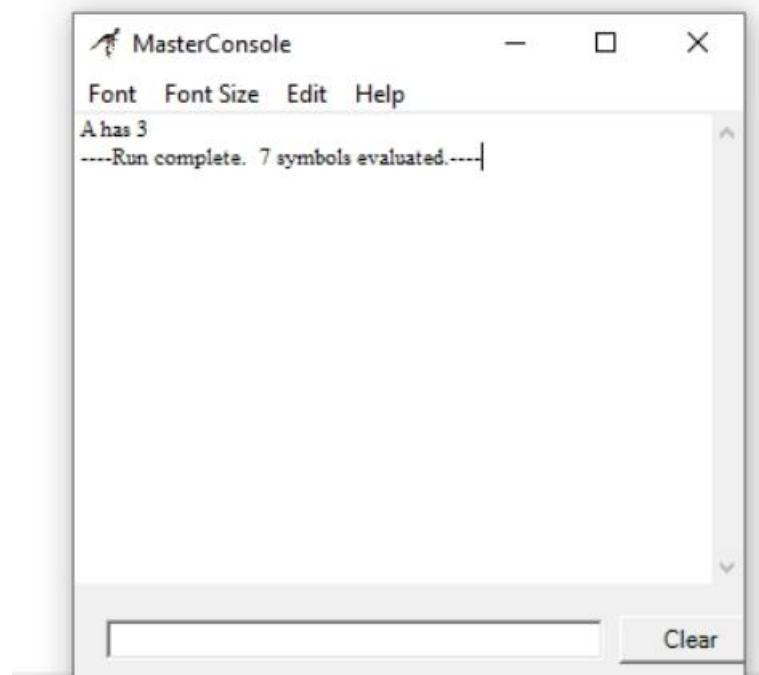 MasterConsole
Font Font Size Edit Help
A has 3
----Run complete.  7 symbols evaluated.----
Clear